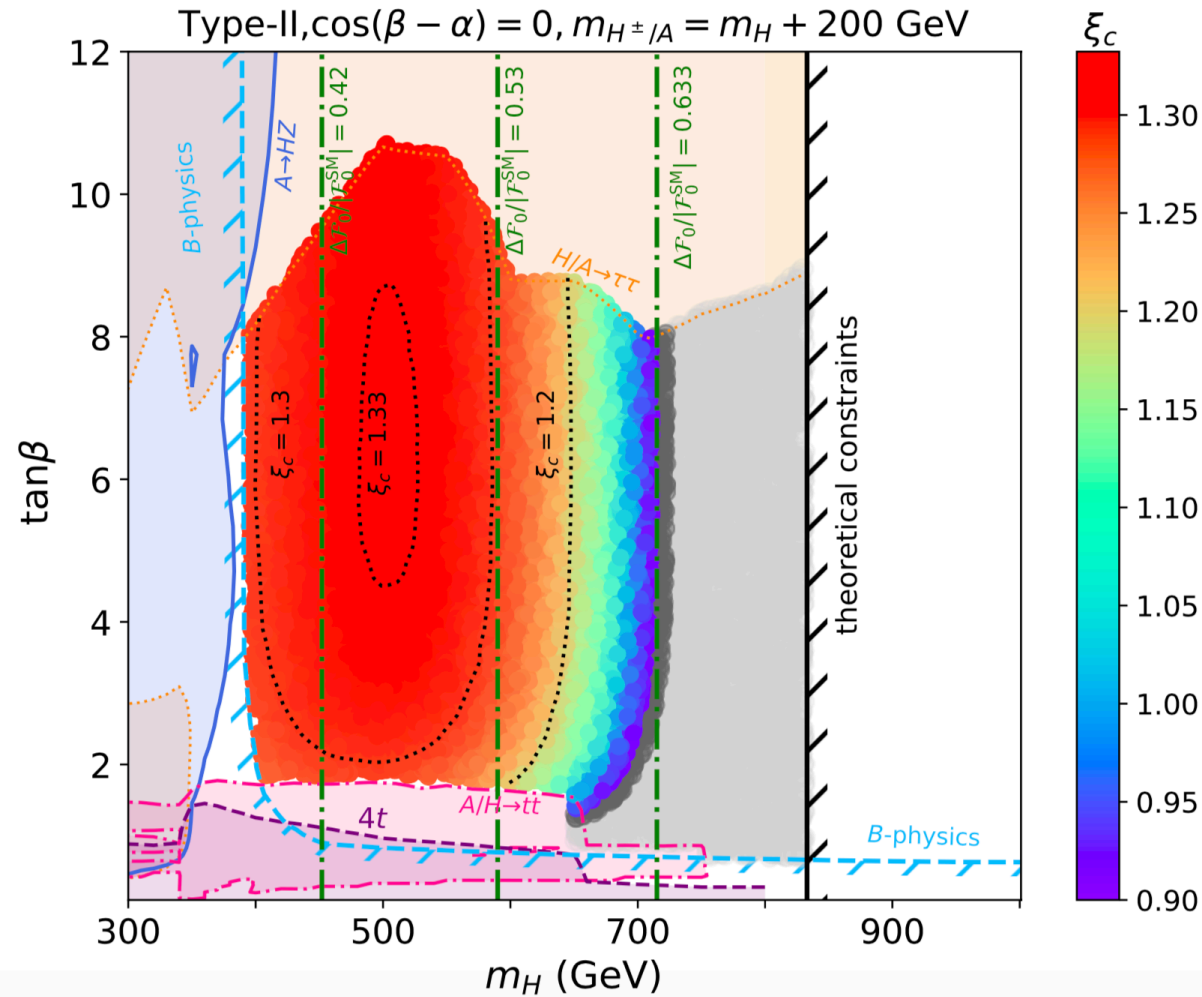 Type-II,cos(β − α) = 0, m_{H^{±}/A} = m_H + 200 GeV
ξ_c
12
10
8
6
4
2
tanβ
300
500
700
900
m_H (GeV)
B-physics
A→HZ
ΔF_0/|F_0^{SM}| = 0.42
ΔF_0/|F_0^{SM}| = 0.53
ΔF_0/|F_0^{SM}| = 0.633
H/A→ττ
ξ_c = 1.3
ξ_c = 1.33
ξ_c = 1.2
theoretical constraints
A/H→tt
4t
B-physics
1.30
1.25
1.20
1.15
1.10
1.05
1.00
0.95
0.90